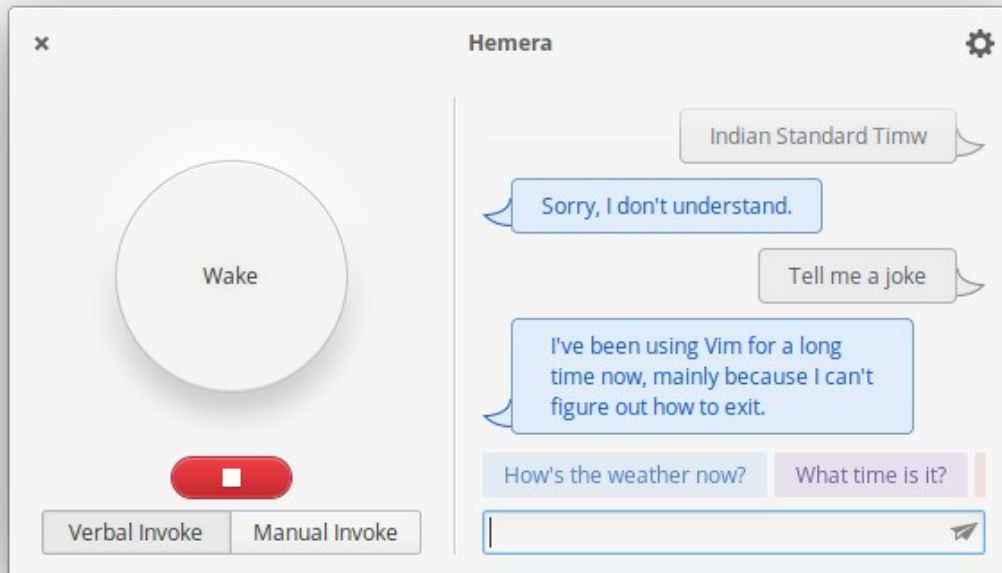 Hemera
Wake
Verbal Invoke
Manual Invoke
Indian Standard Timw
Sorry, I don't understand.
Tell me a joke
I've been using Vim for a long
time now, mainly because I can't
figure out how to exit.
How's the weather now?
What time is it?